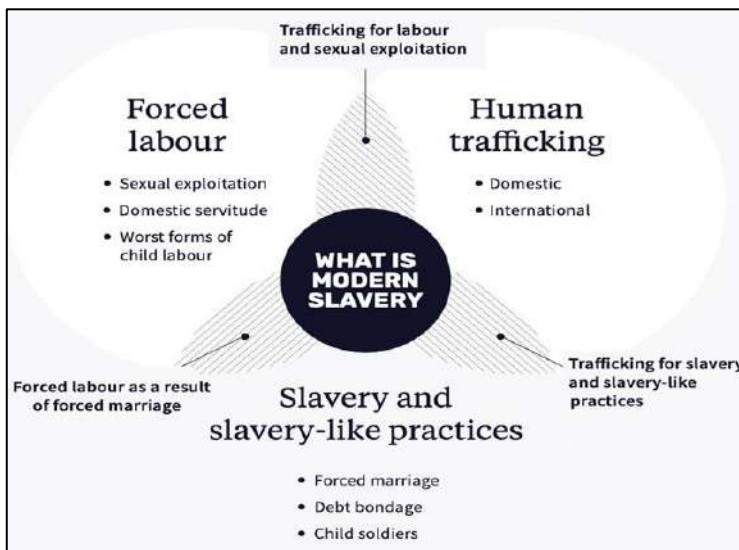 Trafficking for labour
and sexual exploitation
Forced
labour
• Sexual exploitation
• Domestic servitude
• Worst forms of
child labour
Human
trafficking
• Domestic
• International
WHAT IS
MODERN
SLAVERY
Forced labour as a result
of forced marriage
Trafficking for slavery
and slavery-like
practices
Slavery and
slavery-like practices
• Forced marriage
• Debt bondage
• Child soldiers